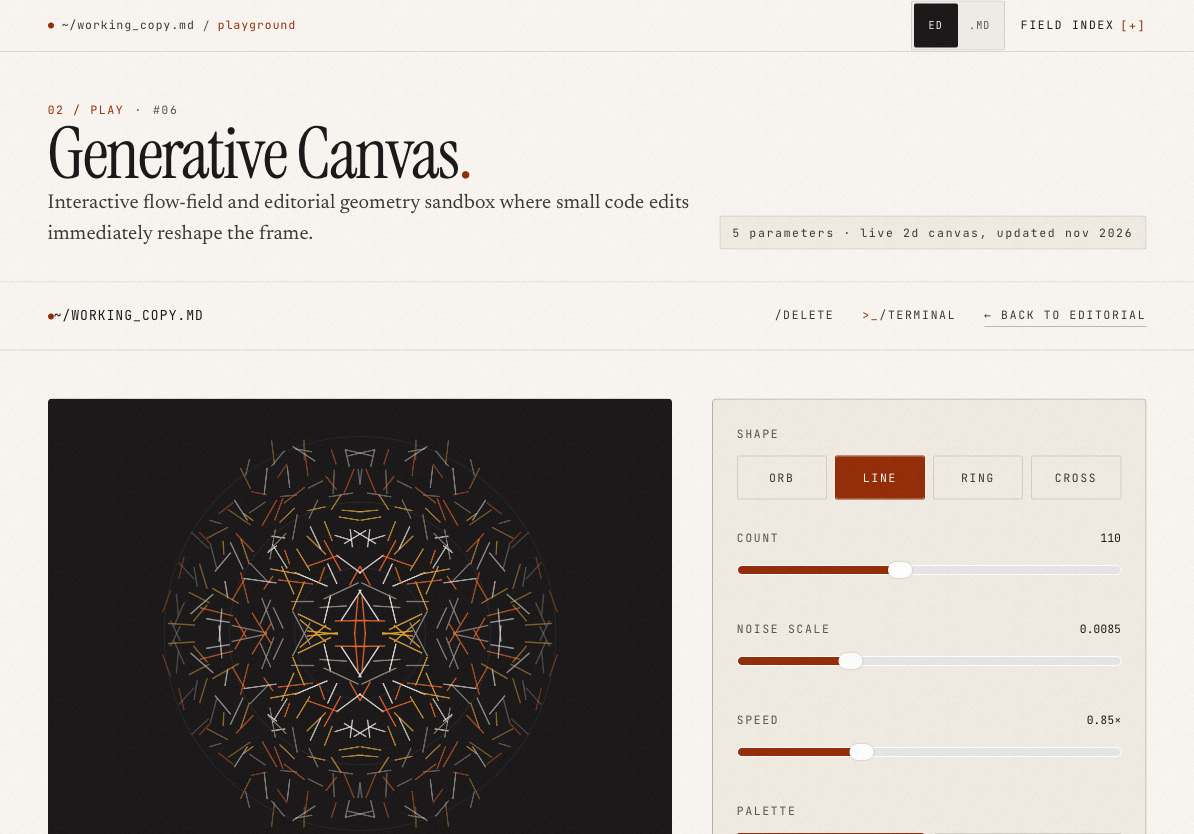 ● ~/working_copy.md / playground
ED .MD FIELD INDEX [+]
02 / PLAY · #06
Generative Canvas.
Interactive flow-field and editorial geometry sandbox where small code edits
immediately reshape the frame.
5 parameters · live 2d canvas, updated nov 2026
●~/WORKING_COPY.MD
/DELETE >_/TERMINAL ← BACK TO EDITORIAL
SHAPE
ORB LINE RING CROSS
COUNT 110
NOISE SCALE 0.0085
SPEED 0.85×
PALETTE